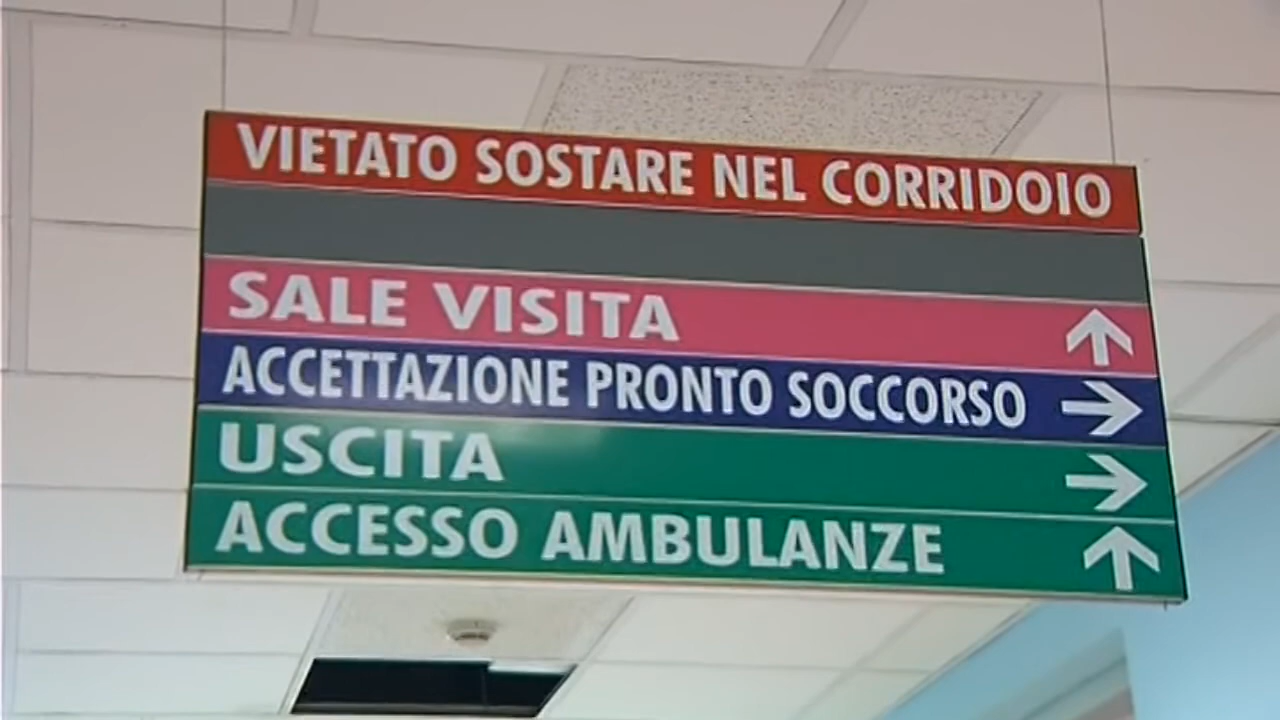 VIETATO SOSTARE NEL CORRIDOIO
SALE VISITA
ACCETTAZIONE PRONTO SOCCORSO
USCITA
ACCESSO AMBULANZE